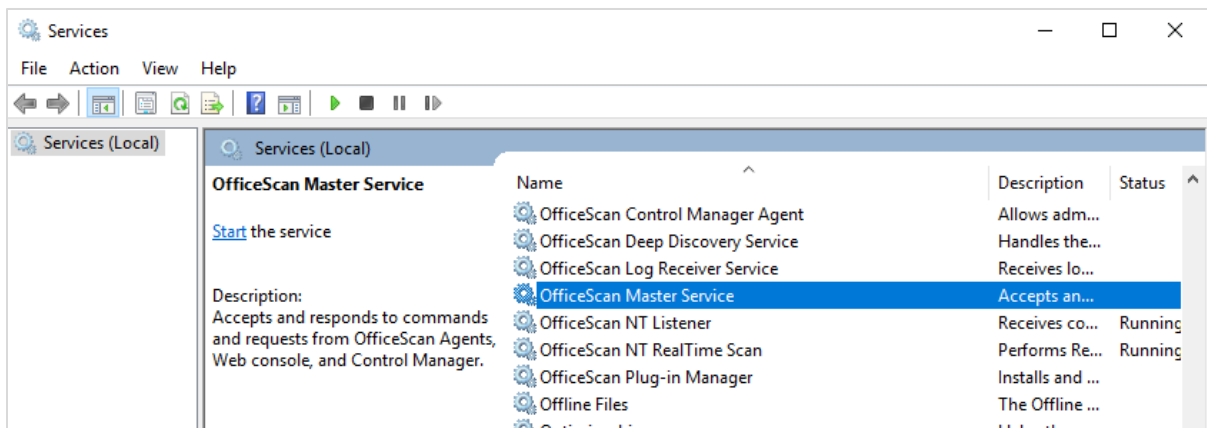 Services
File Action View Help
Services (Local)
Services (Local)
OfficeScan Master Service
Start the service
Description:
Accepts and responds to commands
and requests from OfficeScan Agents,
Web console, and Control Manager.
Name Description Status
OfficeScan Control Manager Agent Allows adm...
OfficeScan Deep Discovery Service Handles the...
OfficeScan Log Receiver Service Receives lo...
OfficeScan Master Service Accepts an...
OfficeScan NT Listener Receives co... Running
OfficeScan NT RealTime Scan Performs Re... Running
OfficeScan Plug-in Manager Installs and ...
Offline Files The Offline ...